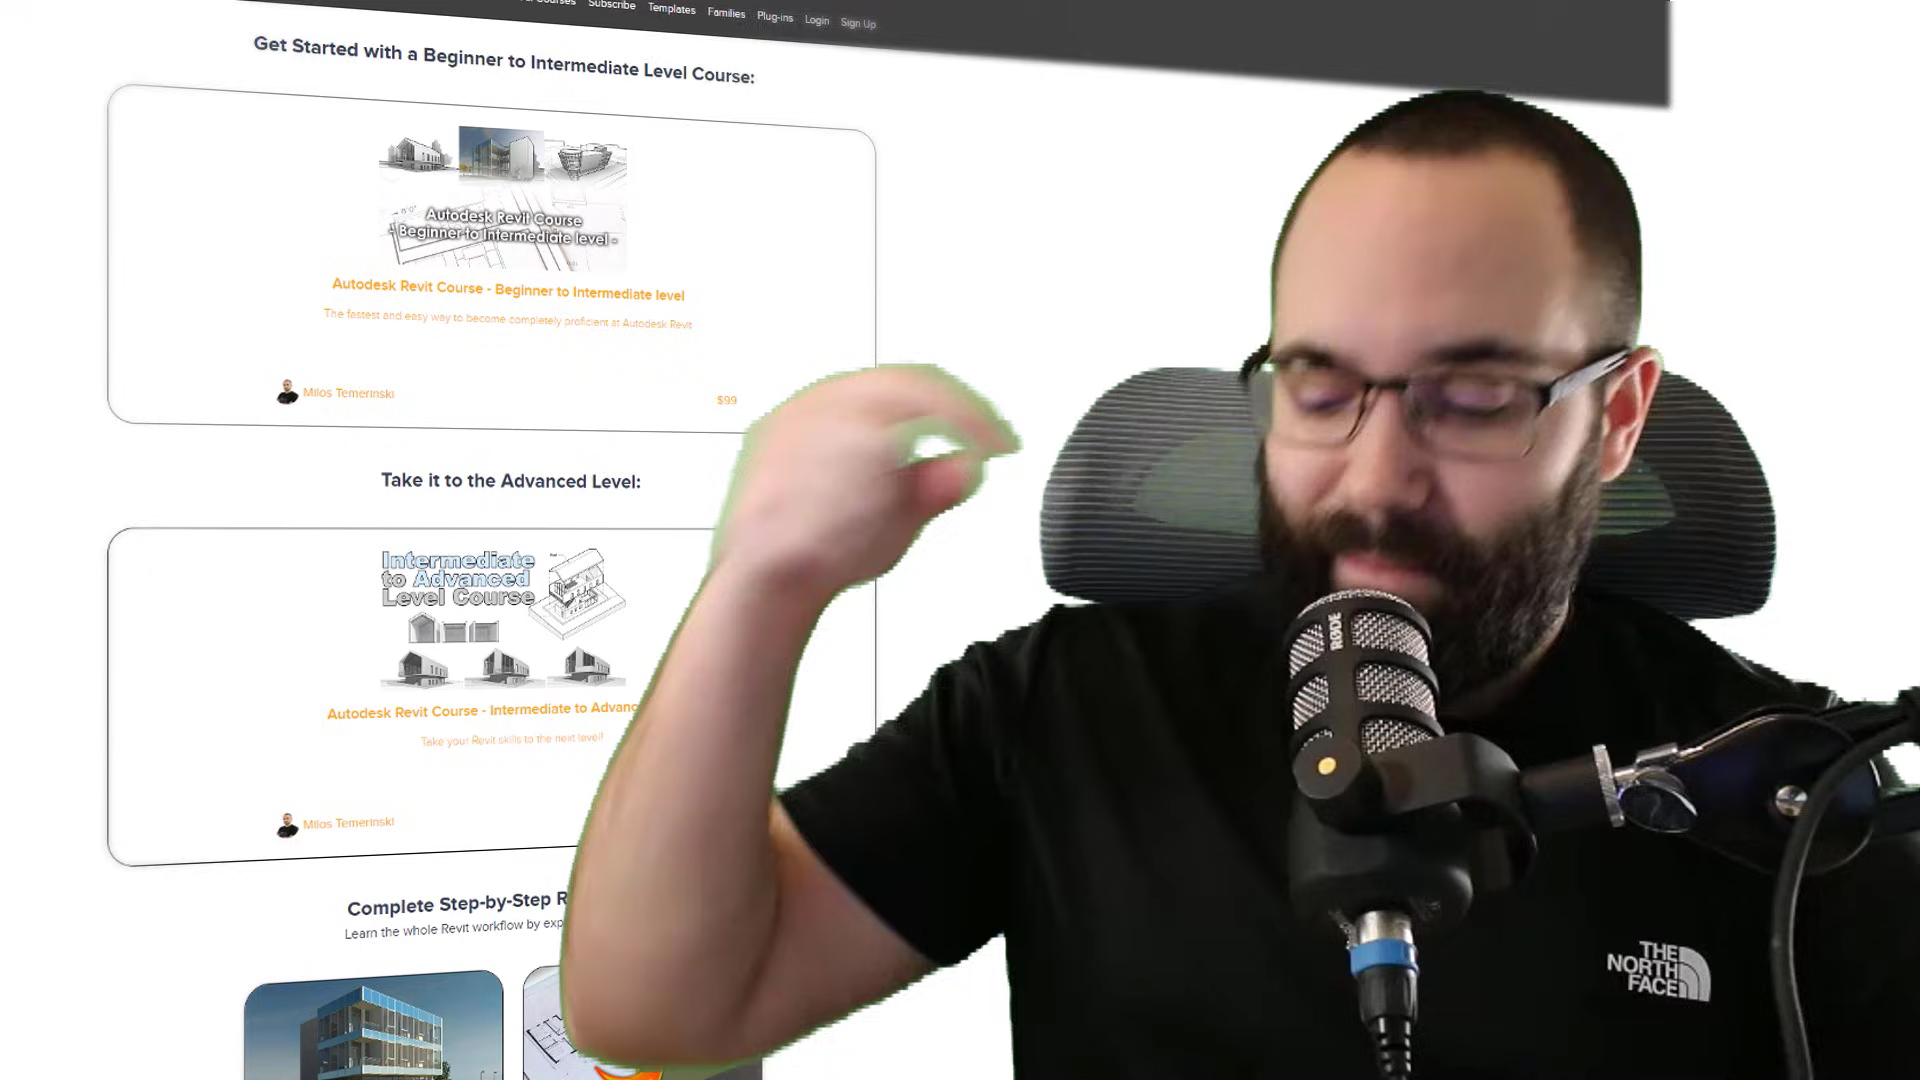 Courses Subscribe Templates Families Plug-ins Login Sign Up
Get Started with a Beginner to Intermediate Level Course:
Autodesk Revit Course
- Beginner to Intermediate level -
Autodesk Revit Course - Beginner to Intermediate level
The fastest and easy way to become completely proficient at Autodesk Revit
Milos Temerinski
$99
Take it to the Advanced Level:
Intermediate
to Advanced
Level Course
Autodesk Revit Course - Intermediate to
Take your Revit skills to the next level!
Milos Temerinski
Complete Step-by-Step
Learn the whole Revit workflow by
RØDE
THE
NORTH
FACE